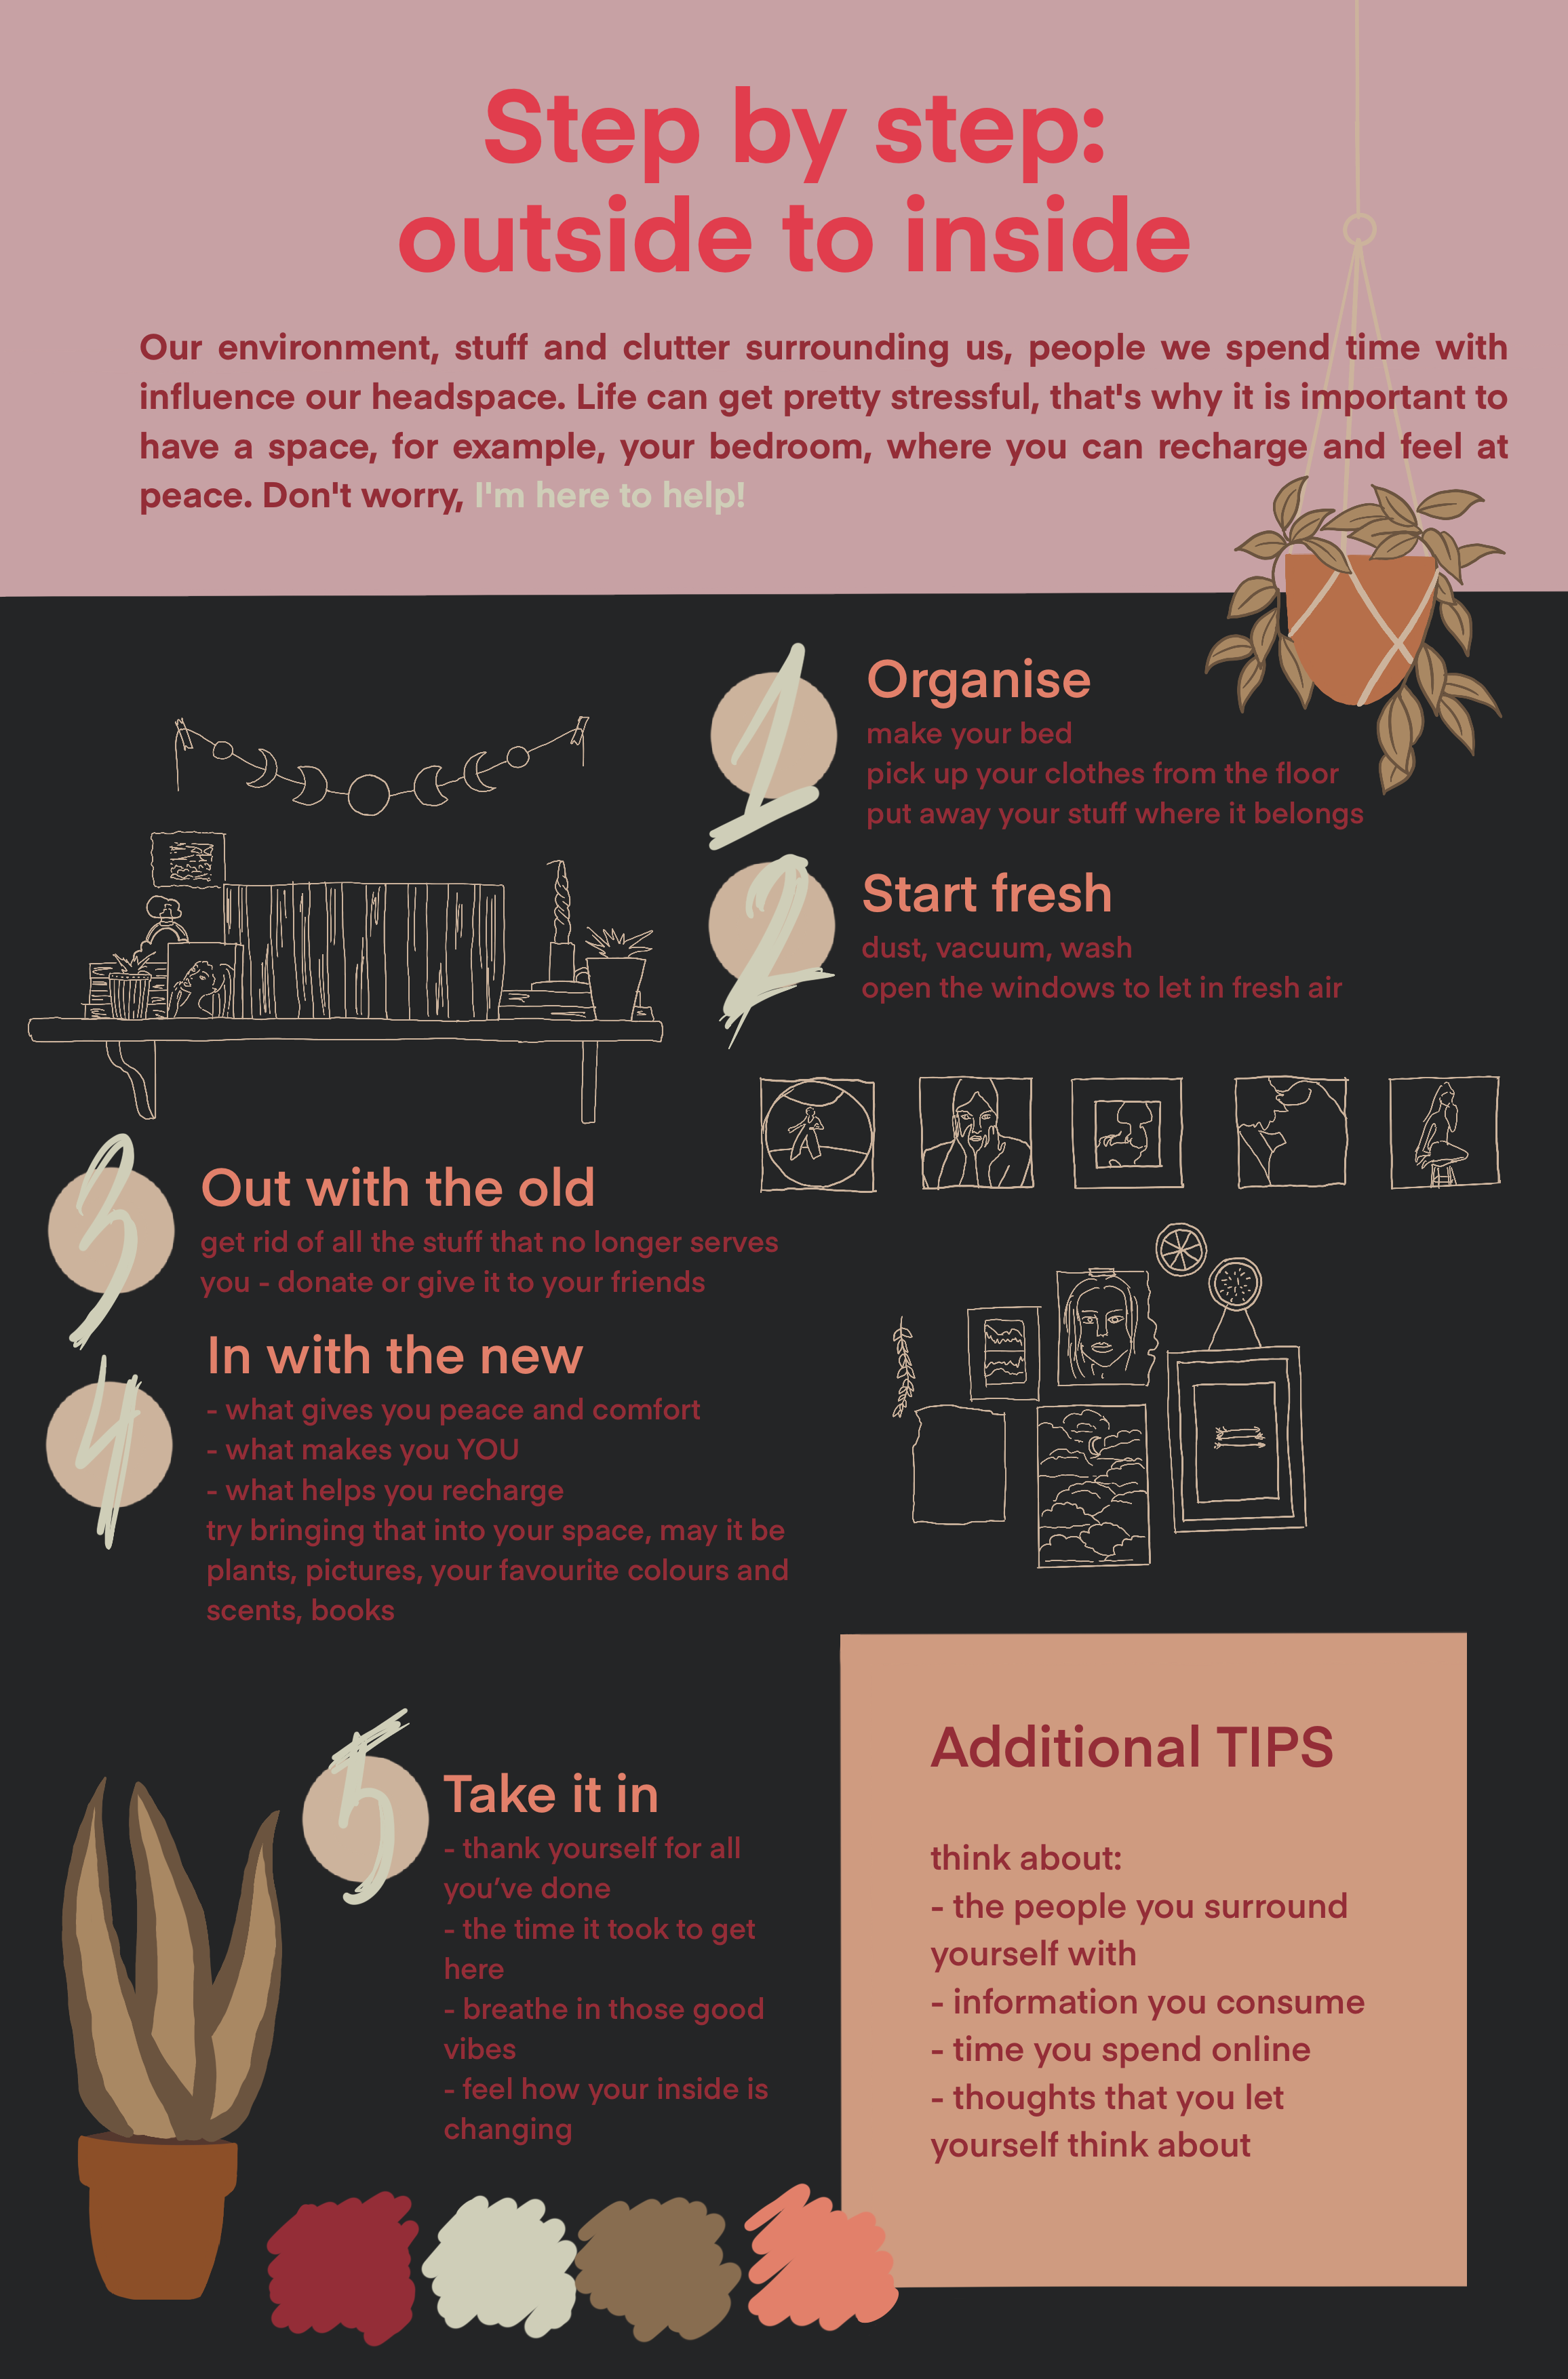 Step by step:
outside to inside
Our environment, stuff and clutter surrounding us, people we spend time with
influence our headspace. Life can get pretty stressful, that's why it is important to
have a space, for example, your bedroom, where you can recharge and feel at
peace. Don't worry, I'm here to help!
1
Organise
make your bed
pick up your clothes from the floor
put away your stuff where it belongs
2
Start fresh
dust, vacuum, wash
open the windows to let in fresh air
3
Out with the old
get rid of all the stuff that no longer serves
you - donate or give it to your friends
4
In with the new
- what gives you peace and comfort
- what makes you YOU
- what helps you recharge
try bringing that into your space, may it be
plants, pictures, your favourite colours and
scents, books
5
Take it in
- thank yourself for all
you’ve done
- the time it took to get
here
- breathe in those good
vibes
- feel how your inside is
changing
Additional TIPS
think about:
- the people you surround
yourself with
- information you consume
- time you spend online
- thoughts that you let
yourself think about